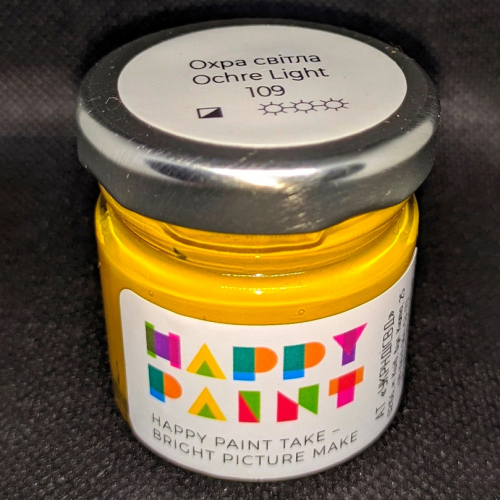 Охра світла
Ochre Light
109
HAPPY
PAINT
HAPPY PAINT TAKE –
BRIGHT PICTURE MAKE